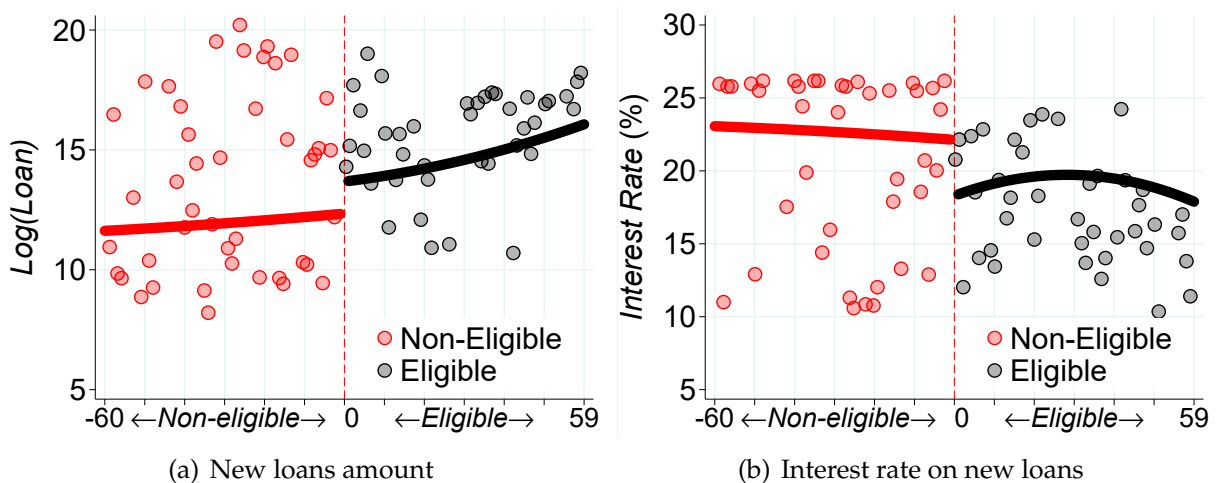 20
15
10
5
Log(Loan)
Non-Eligible
Eligible
-60 ←Non-eligible→ 0 ←Eligible→ 59
(a) New loans amount
30
25
20
15
10
5
Interest Rate (%)
Non-Eligible
Eligible
-60 ←Non-eligible→ 0 ←Eligible→ 59
(b) Interest rate on new loans